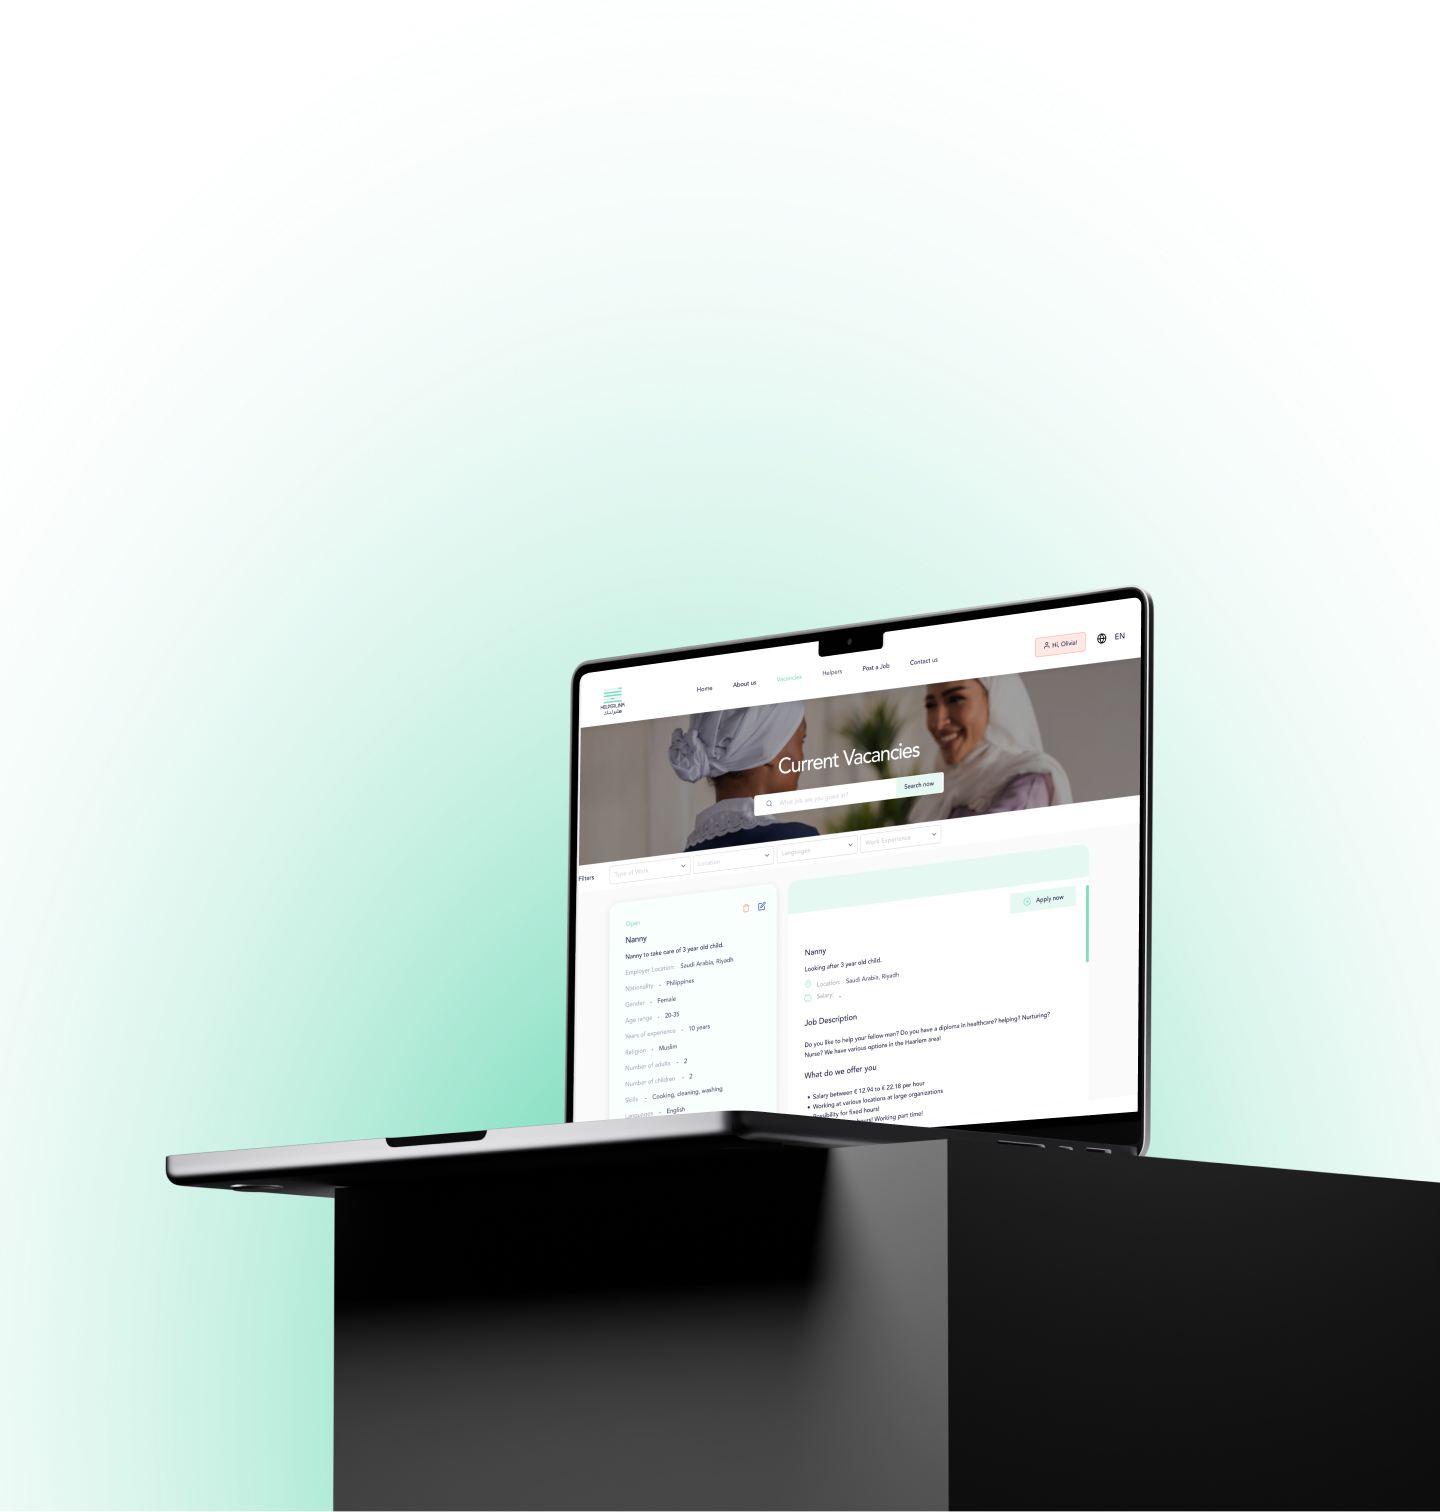 HELPERLINK
هلبرلينك
Home
About us
Vacancies
Helpers
Post a Job
Contact us
Hi, Olivia!
EN
Current Vacancies
What job are you good at?
Search now
Filters
Type of Work
Location
Languages
Work Experience
Open
Nanny
Nanny to take care of 3 year old child.
Employer Location: Saudi Arabia, Riyadh
Nationality - Philippines
Gender - Female
Age range - 20-35
Years of experience - 10 years
Religion - Muslim
Number of adults - 2
Number of children - 2
Skills - Cooking, cleaning, washing
Languages - English
Apply now
Nanny
Looking after 3 year old child.
Location: Saudi Arabia, Riyadh
Salary: -
Job Description
Do you like to help your fellow man? Do you have a diploma in healthcare? helping? Nurturing?
Nurse? We have various options in the Haarlem area!
What do we offer you
• Salary between € 12.94 to € 22.18 per hour
• Working at various locations at large organizations
• Possibility for fixed hours!
hours! Working part time!